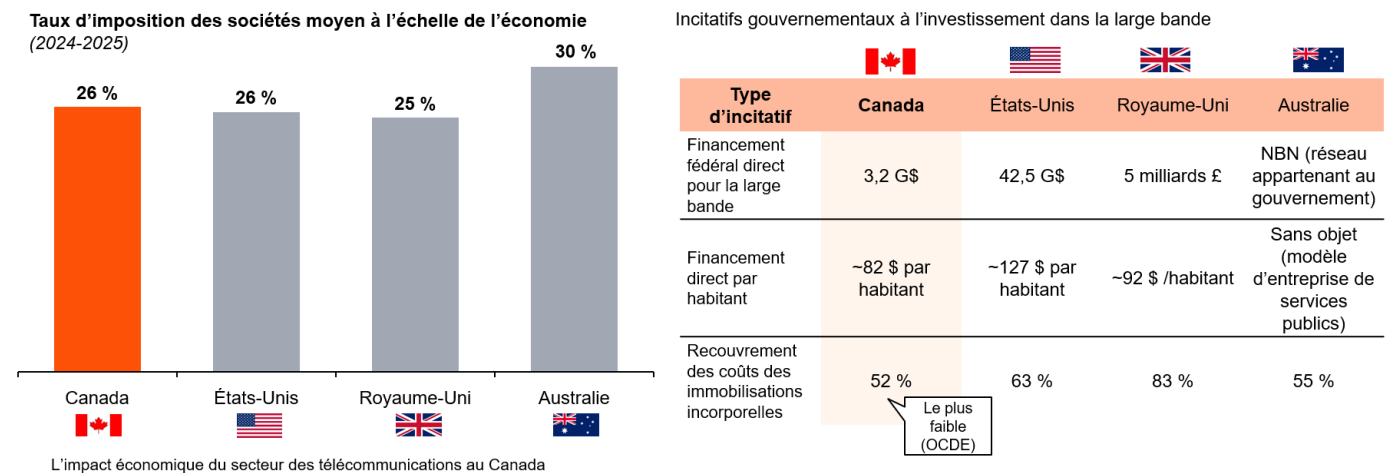 Taux d’imposition des sociétés moyen à l’échelle de l’économie
(2024-2025)
26 %
26 %
25 %
30 %
Canada
États-Unis
Royaume-Uni
Australie
L’impact économique du secteur des télécommunications au Canada
Incitatifs gouvernementaux à l’investissement dans la large bande
Type
d’incitatif
Canada
États-Unis
Royaume-Uni
Australie
Financement
fédéral direct
pour la large
bande
3,2 G$
42,5 G$
5 milliards £
NBN (réseau
appartenant au
gouvernement)
Financement
direct par
habitant
~82 $ par
habitant
~127 $ par
habitant
~92 $ /habitant
Sans objet
(modèle
d’entreprise de
services
publics)
Recouvrement
des coûts des
immobilisations
incorporelles
52 %
63 %
83 %
55 %
Le plus
faible
(OCDE)